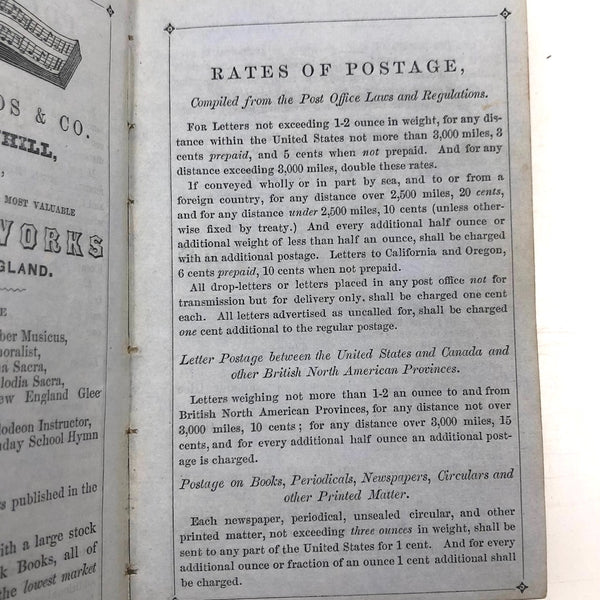 OS & CO.
HILL,
MOST VALUABLE
WORKS
GLAND.
ber Musicus,
horalist,
a Sacra,
lodia Sacra,
ew England Glee
lodeon Instructor,
day School Hymn
s published in the
ith a large stock
k Books, all of
the lowest market
RATES OF POSTAGE,
Compiled from the Post Office Laws and Regulations.
For Letters not exceeding 1-2 ounce in weight, for any dis-
tance within the United States not more than 3,000 miles, 3
cents prepaid, and 5 cents when not prepaid. And for any
distance exceeding 3,000 miles, double these rates.
If conveyed wholly or in part by sea, and to or from a
foreign country, for any distance over 2,500 miles, 20 cents,
and for any distance under 2,500 miles, 10 cents (unless other-
wise fixed by treaty.) And every additional half ounce or
additional weight of less than half an ounce, shall be charged
with an additional postage. Letters to California and Oregon,
6 cents prepaid, 10 cents when not prepaid.
All drop-letters or letters placed in any post office not for
transmission but for delivery only, shall be charged one cent
each. All letters advertised as uncalled for, shall be charged
one cent additional to the regular postage.
Letter Postage between the United States and Canada and
other British North American Provinces.
Letters weighing not more than 1-2 an ounce to and from
British North American Provinces, for any distance not over
3,000 miles, 10 cents; for any distance over 3,000 miles, 15
cents, and for every additional half ounce an additional post-
age is charged.
Postage on Books, Periodicals, Newspapers, Circulars and
other Printed Matter.
Each newspaper, periodical, unsealed circular, and other
printed matter, not exceeding three ounces in weight, shall be
sent to any part of the United States for 1 cent. And for every
additional ounce or fraction of an ounce 1 cent additional shall
be charged.